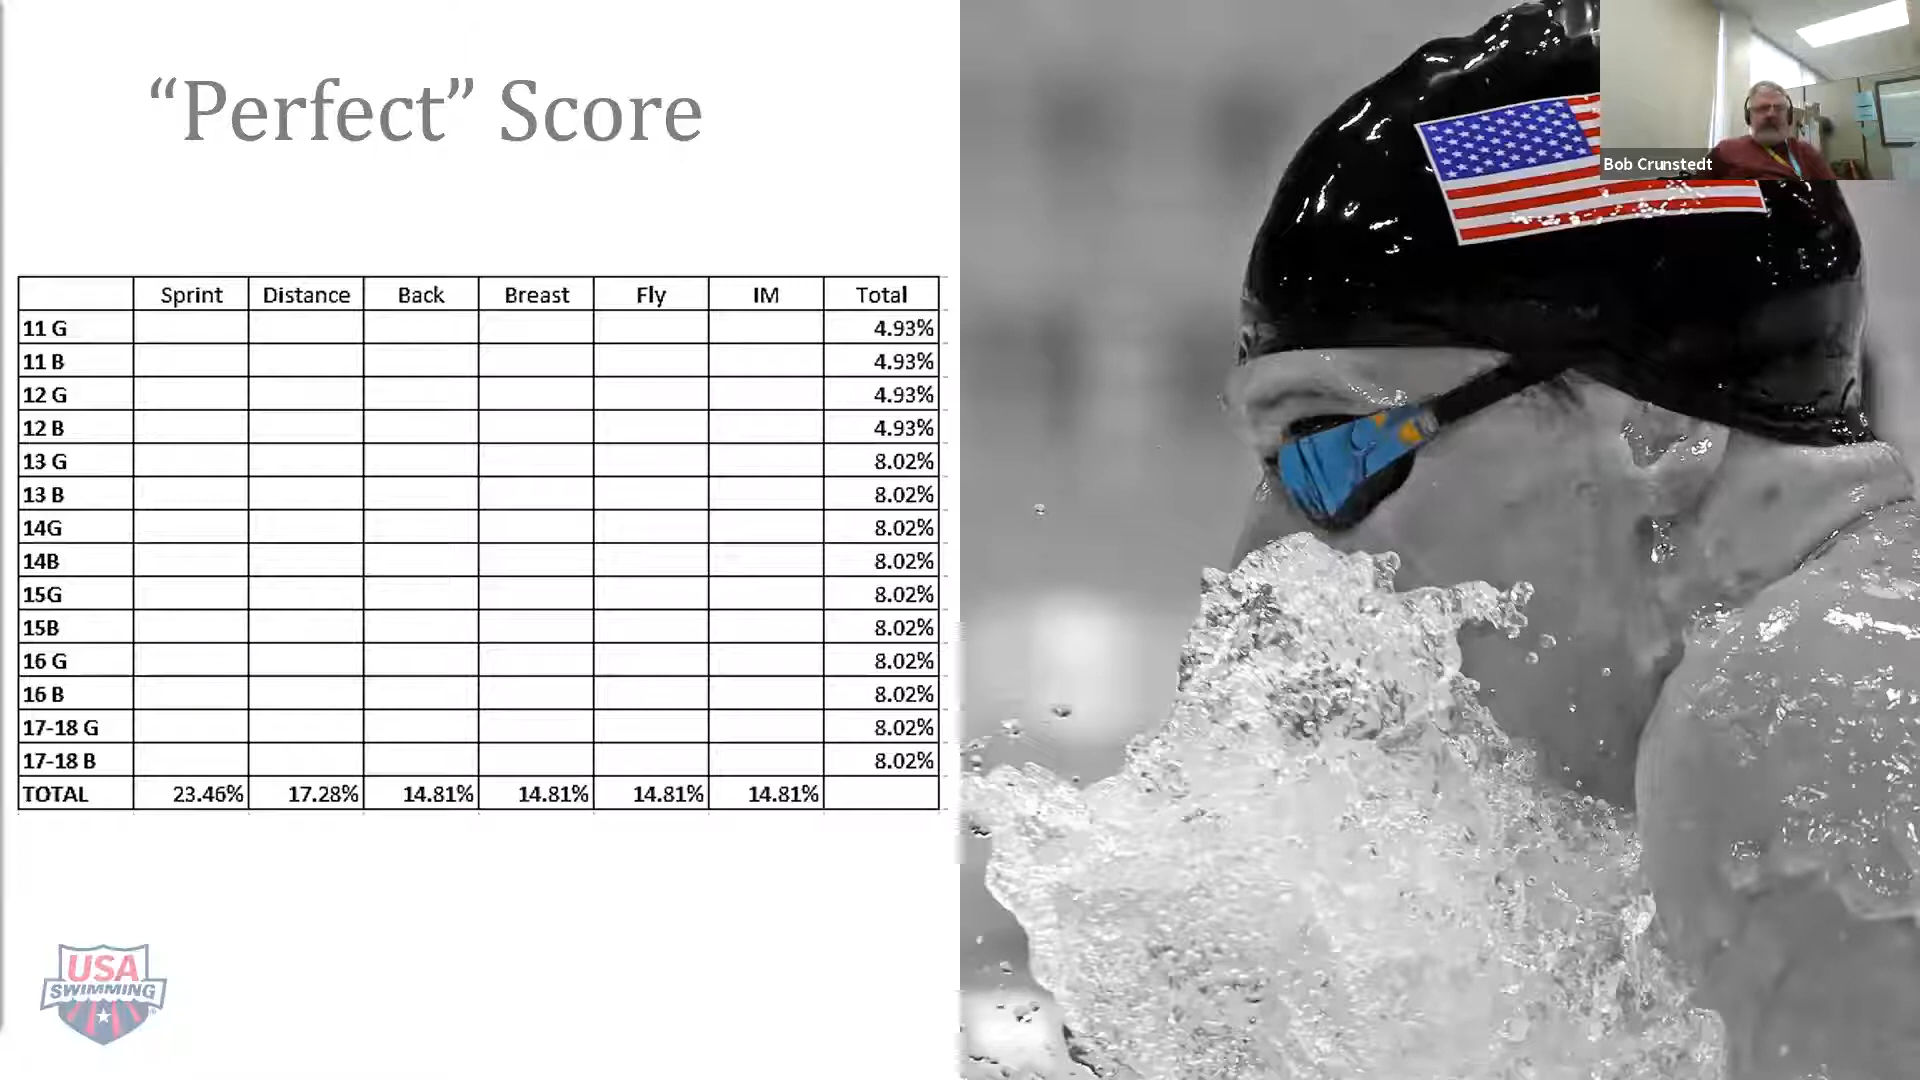 “Perfect” Score
Bob Crunstedt
Sprint Distance Back Breast Fly IM Total
11 G 4.93%
11 B 4.93%
12 G 4.93%
12 B 4.93%
13 G 8.02%
13 B 8.02%
14G 8.02%
14B 8.02%
15G 8.02%
15B 8.02%
16 G 8.02%
16 B 8.02%
17-18 G 8.02%
17-18 B 8.02%
TOTAL 23.46% 17.28% 14.81% 14.81% 14.81% 14.81%
USA
SWIMMING